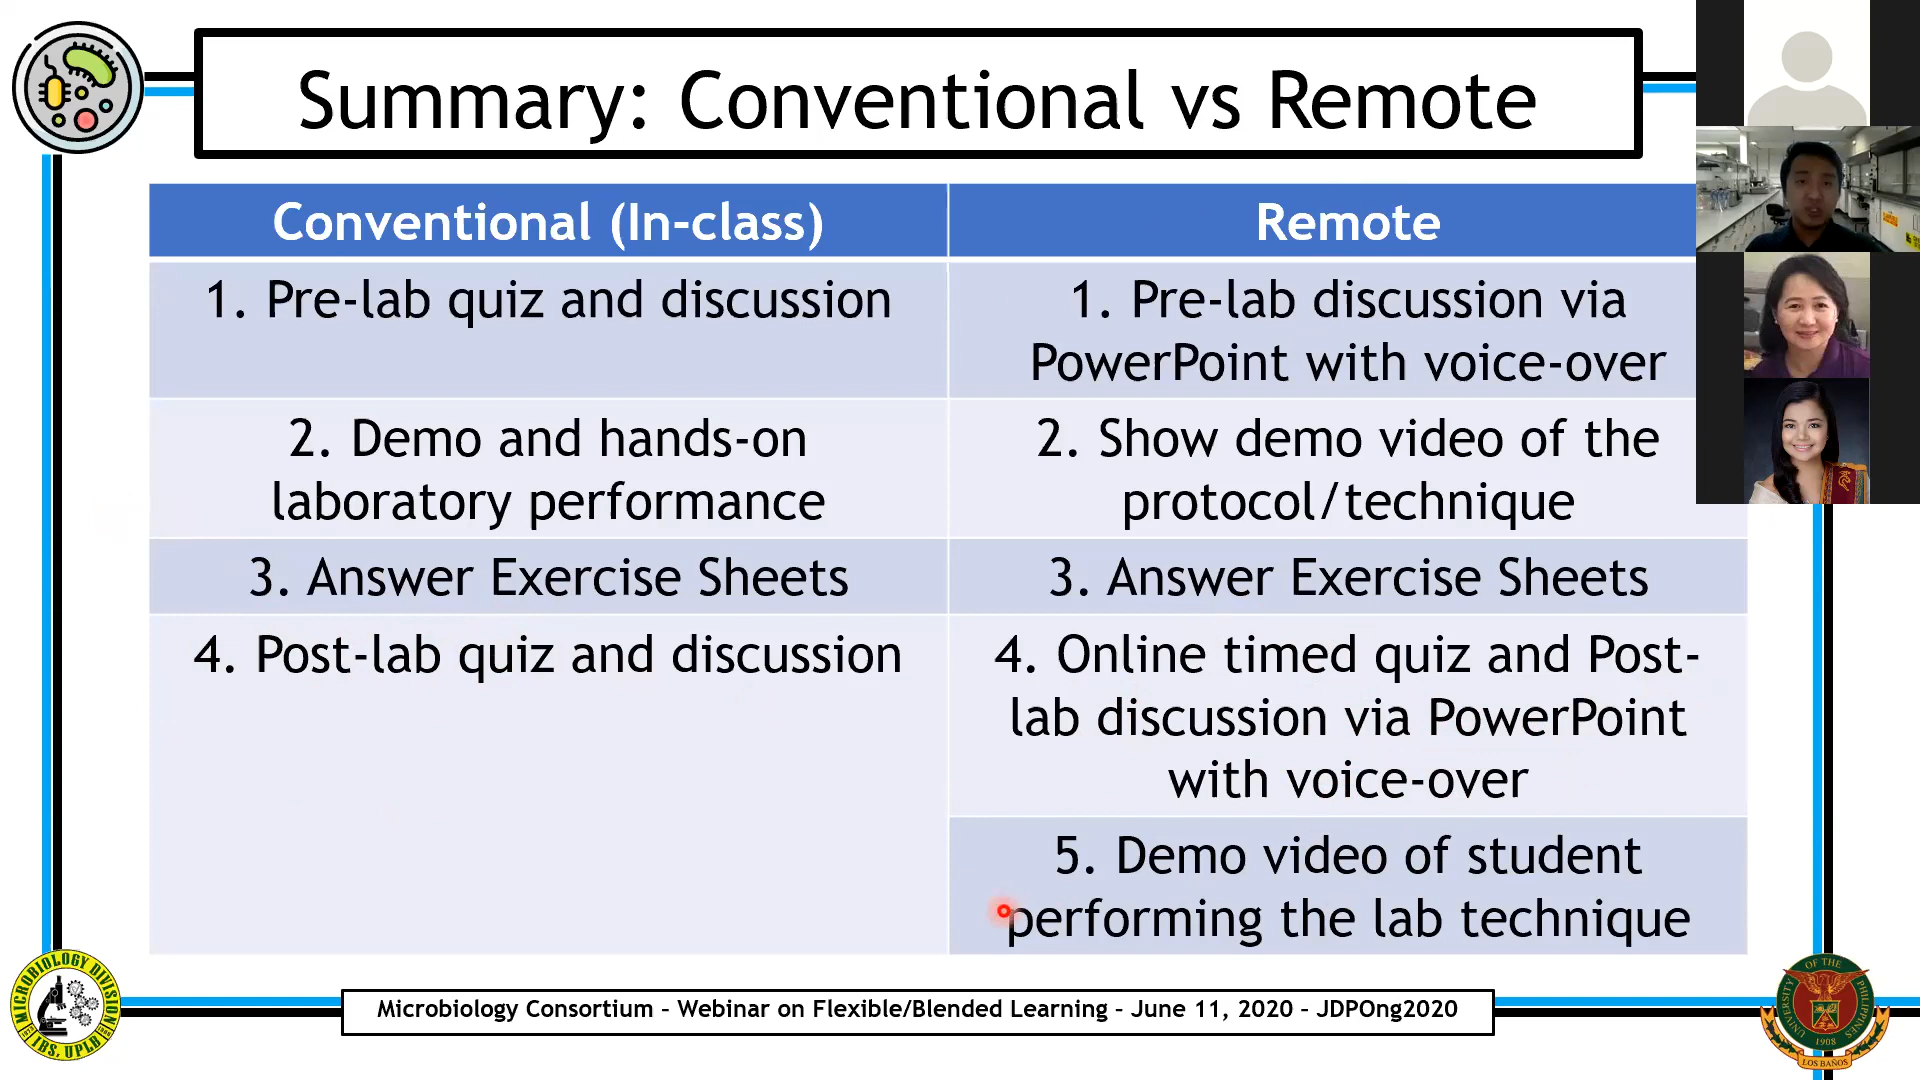 Summary: Conventional vs Remote
Conventional (In-class)
Remote
1. Pre-lab quiz and discussion
1. Pre-lab discussion via
PowerPoint with voice-over
2. Demo and hands-on
laboratory performance
2. Show demo video of the
protocol/technique
3. Answer Exercise Sheets
3. Answer Exercise Sheets
4. Post-lab quiz and discussion
4. Online timed quiz and Post-
lab discussion via PowerPoint
with voice-over
5. Demo video of student
performing the lab technique
MICROBIOLOGY DIVISION
IBS, UPLB
Microbiology Consortium – Webinar on Flexible/Blended Learning – June 11, 2020 – JDPOng2020
UNIVERSITY OF THE PHILIPPINES
1908
LOS BAÑOS